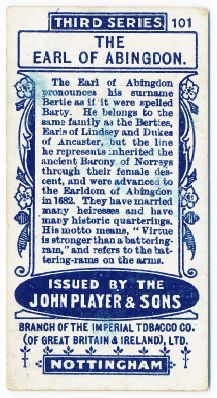 THIRD SERIES 101
THE
EARL OF ABINGDON.
The Earl of Abingdon
pronounces his surname
Bertie as if it were spelled
Barty. He belongs to the
same family as the Berties,
Earls of Lindsey and Dukes
of Ancaster, but the line
he represents inherited the
ancient Barony of Norreys
through their female des-
cent, and were advanced to
the Earldom of Abingdon
in 1682. They have married
many heiresses and have
many historic quarterings.
His motto means, "Virtue
is stronger than a battering-
ram," and refers to the bat-
tering-rams on the arms.
ISSUED BY THE
JOHN PLAYER & SONS
BRANCH OF THE IMPERIAL TOBACCO CO.
(OF GREAT BRITAIN & IRELAND), LTD.
NOTTINGHAM